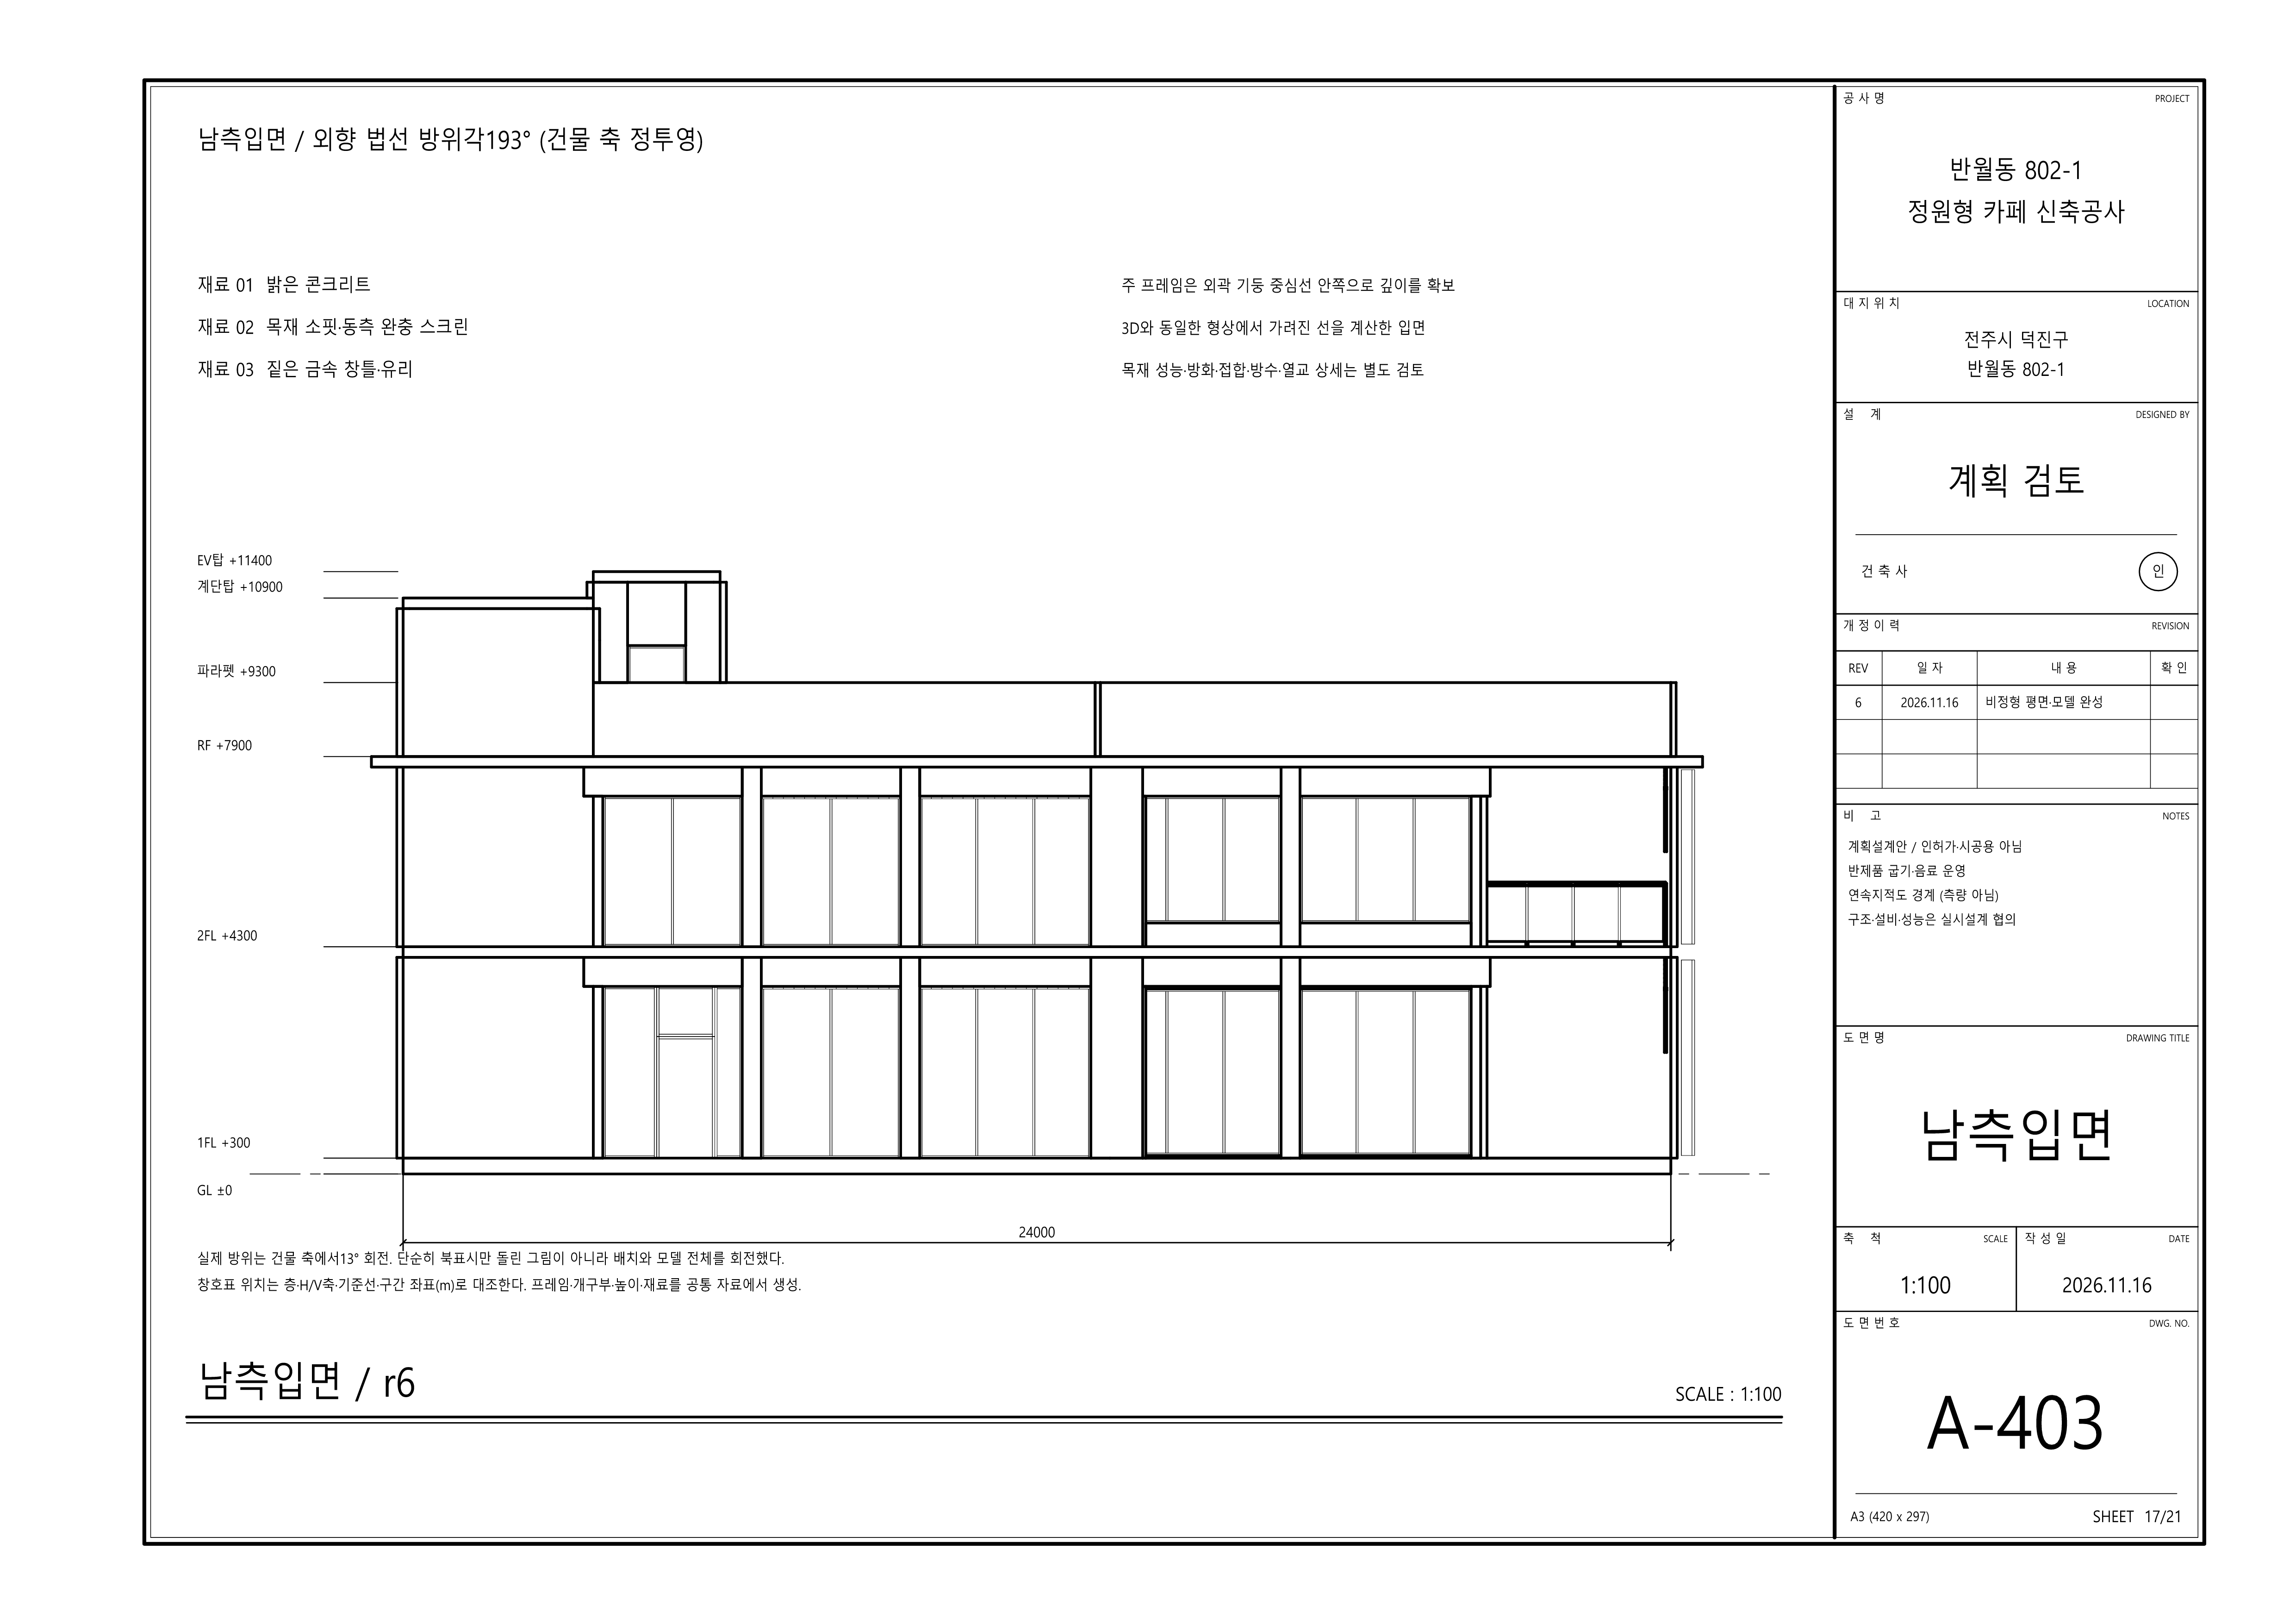 남측입면 / 외향 법선 방위각193° (건물 축 정투영)
재료 01 밝은 콘크리트
재료 02 목재 소핏·동측 완충 스크린
재료 03 짙은 금속 창틀·유리
주 프레임은 외곽 기둥 중심선 안쪽으로 깊이를 확보
3D와 동일한 형상에서 가려진 선을 계산한 입면
목재 성능·방화·접합·방수·열교 상세는 별도 검토
EV탑 +11400
계단탑 +10900
파라펫 +9300
RF +7900
2FL +4300
1FL +300
GL ±0
24000
실제 방위는 건물 축에서13° 회전. 단순히 북표시만 돌린 그림이 아니라 배치와 모델 전체를 회전했다.
창호표 위치는 층·H/V축·기준선·구간 좌표(m)로 대조한다. 프레임·개구부·높이·재료를 공통 자료에서 생성.
남측입면 / r6
SCALE : 1:100
공사명 PROJECT
반월동 802-1
정원형 카페 신축공사
대지위치 LOCATION
전주시 덕진구
반월동 802-1
설 계 DESIGNED BY
계획 검토
건축사 인
개정이력 REVISION
REV 일자 내용 확인
6 2026.11.16 비정형 평면·모델 완성
비 고 NOTES
계획설계안 / 인허가·시공용 아님
반제품 굽기·음료 운영
연속지적도 경계 (측량 아님)
구조·설비·성능은 실시설계 협의
도면명 DRAWING TITLE
남측입면
축 척 SCALE 작성일 DATE
1:100 2026.11.16
도면번호 DWG. NO.
A-403
A3 (420 x 297) SHEET 17/21